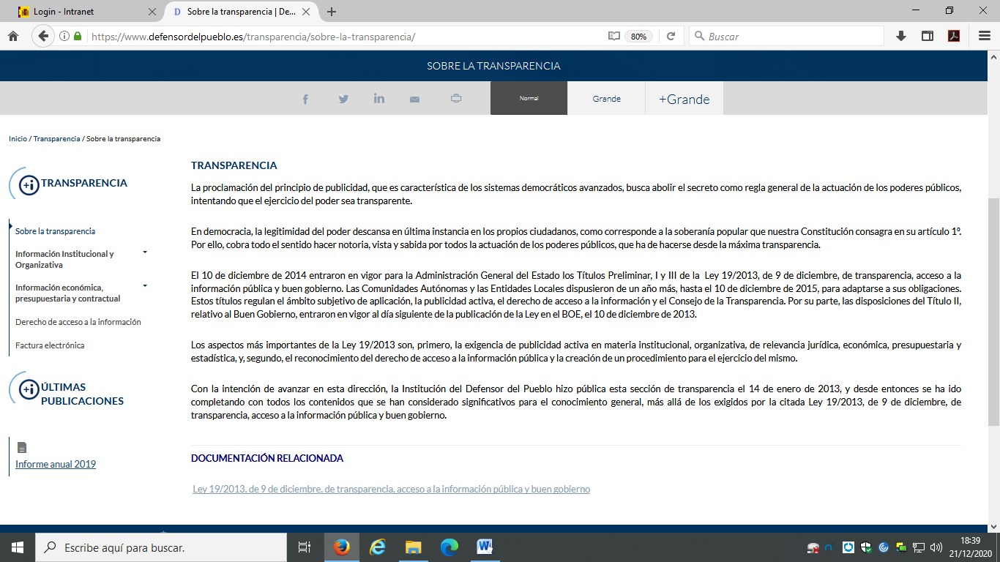 Login - Intranet
Sobre la transparencia | De...
https://www.defensordelpueblo.es/transparencia/sobre-la-transparencia/
80%
Buscar
SOBRE LA TRANSPARENCIA
Normal
Grande
+Grande
Inicio / Transparencia / Sobre la transparencia
TRANSPARENCIA
Sobre la transparencia
Información Institucional y
Organizativa
Información económica,
presupuestaria y contractual
Derecho de acceso a la información
Factura electrónica
ÚLTIMAS
PUBLICACIONES
Informe anual 2019
TRANSPARENCIA
La proclamación del principio de publicidad, que es característica de los sistemas democráticos avanzados, busca abolir el secreto como regla general de la actuación de los poderes públicos,
intentando que el ejercicio del poder sea transparente.
En democracia, la legitimidad del poder descansa en última instancia en los propios ciudadanos, como corresponde a la soberanía popular que nuestra Constitución consagra en su artículo 1º.
Por ello, cobra todo el sentido hacer notoria, vista y sabida por todos la actuación de los poderes públicos, que ha de hacerse desde la máxima transparencia.
El 10 de diciembre de 2014 entraron en vigor para la Administración General del Estado los Títulos Preliminar, I y III de la Ley 19/2013, de 9 de diciembre, de transparencia, acceso a la
información pública y buen gobierno. Las Comunidades Autónomas y las Entidades Locales dispusieron de un año más, hasta el 10 de diciembre de 2015, para adaptarse a sus obligaciones.
Estos títulos regulan el ámbito subjetivo de aplicación, la publicidad activa, el derecho de acceso a la información y el Consejo de la Transparencia. Por su parte, las disposiciones del Título II,
relativo al Buen Gobierno, entraron en vigor al día siguiente de la publicación de la Ley en el BOE, el 10 de diciembre de 2013.
Los aspectos más importantes de la Ley 19/2013 son, primero, la exigencia de publicidad activa en materia institucional, organizativa, de relevancia jurídica, económica, presupuestaria y
estadística, y, segundo, el reconocimiento del derecho de acceso a la información pública y la creación de un procedimiento para el ejercicio del mismo.
Con la intención de avanzar en esta dirección, la Institución del Defensor del Pueblo hizo pública esta sección de transparencia el 14 de enero de 2013, y desde entonces se ha ido
completando con todos los contenidos que se han considerado significativos para el conocimiento general, más allá de los exigidos por la citada Ley 19/2013, de 9 de diciembre, de
transparencia, acceso a la información pública y buen gobierno.
DOCUMENTACIÓN RELACIONADA
Ley 19/2013, de 9 de diciembre, de transparencia, acceso a la información pública y buen gobierno
Escribe aquí para buscar.
18:39
21/12/2020